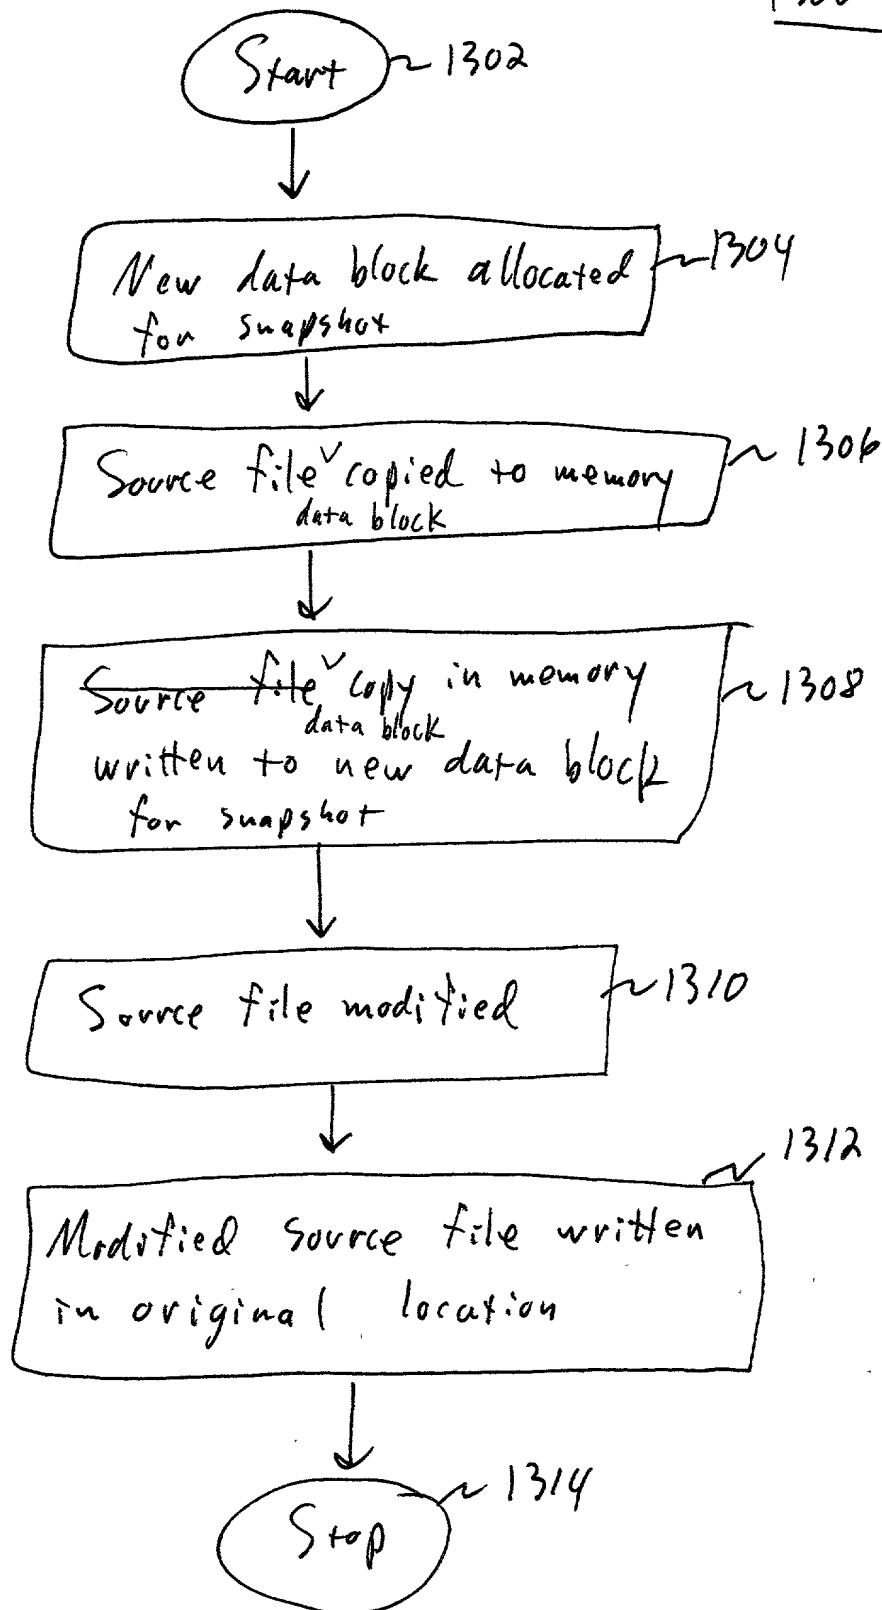 Start 1302
New data block allocated 1304
for snapshot
Source file ✓ copied to memory 1306
data block
Source file ✓ copy in memory 1308
data block
written to new data block
for snapshot
Source file modified 1310
1312
Modified source file written
in original location
Stop 1314